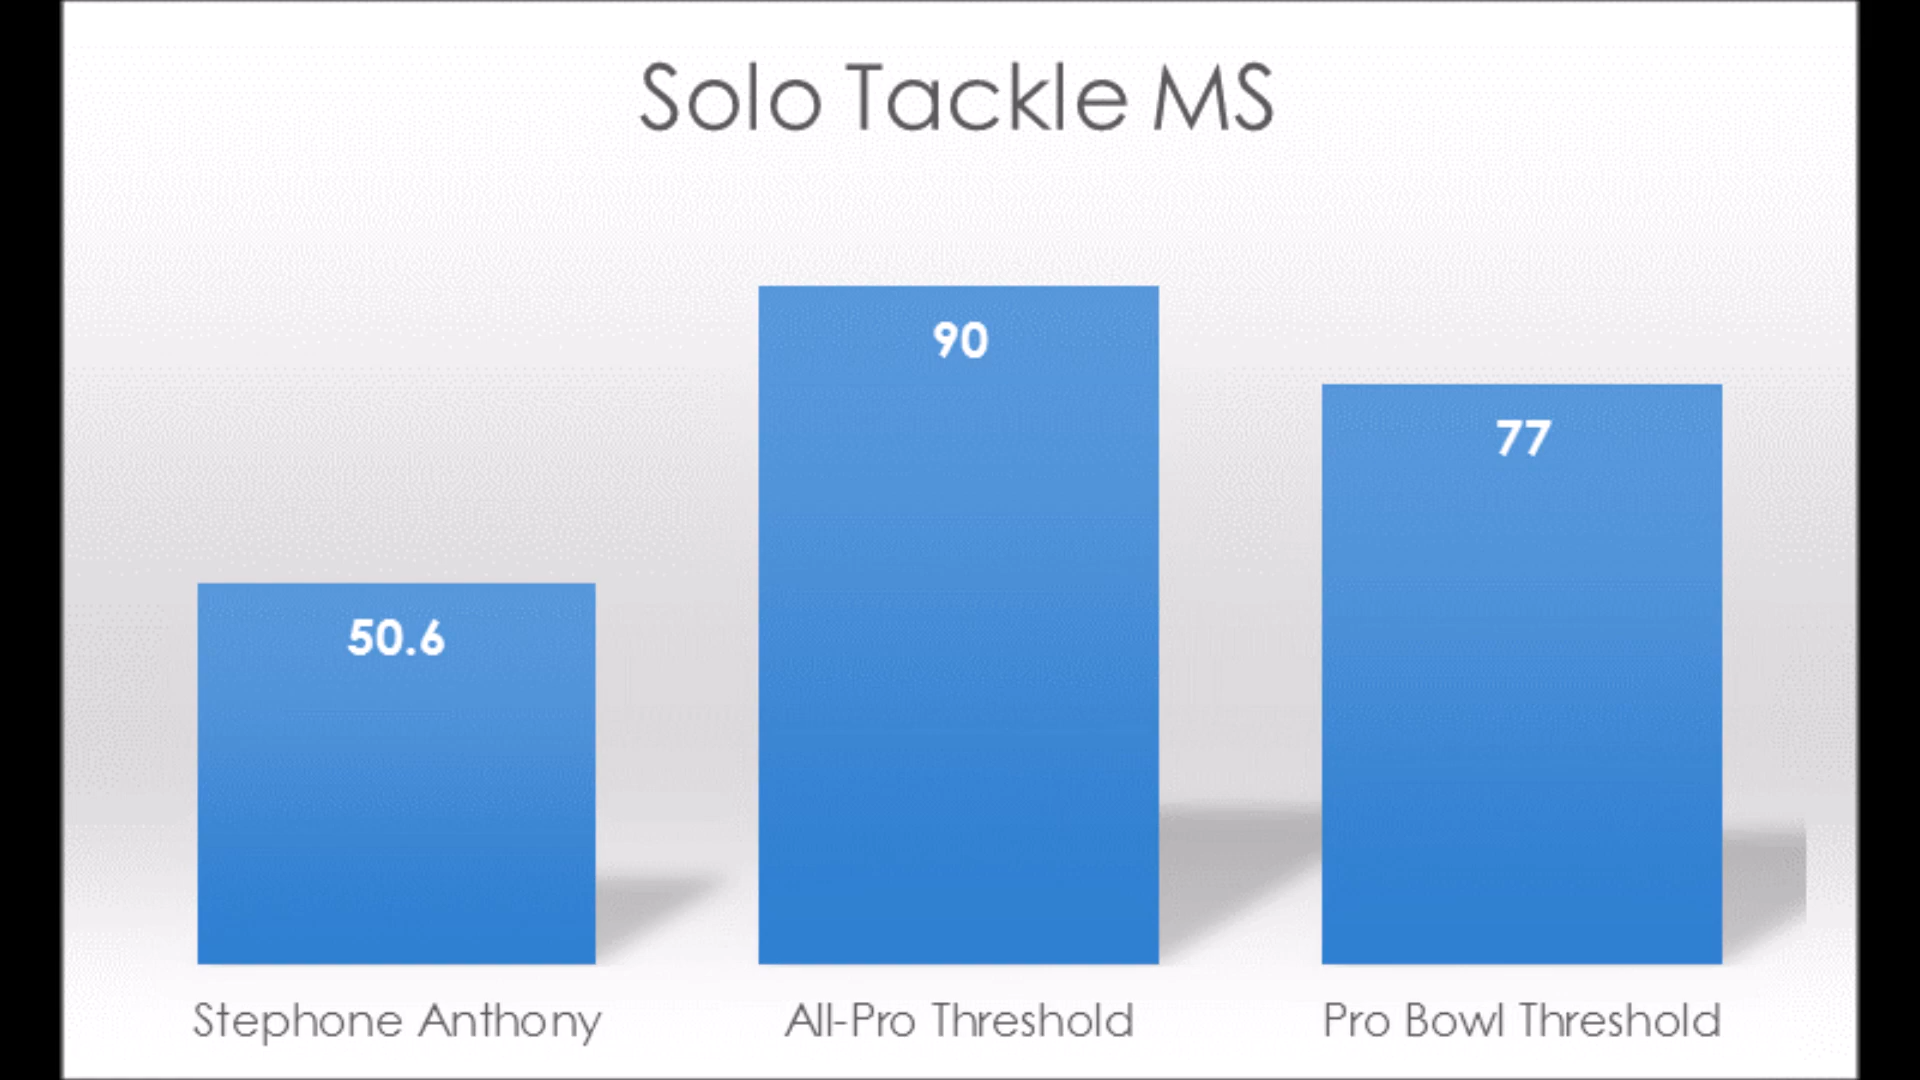 Solo Tackle MS
90
77
50.6
Stephone Anthony
All-Pro Threshold
Pro Bowl Threshold